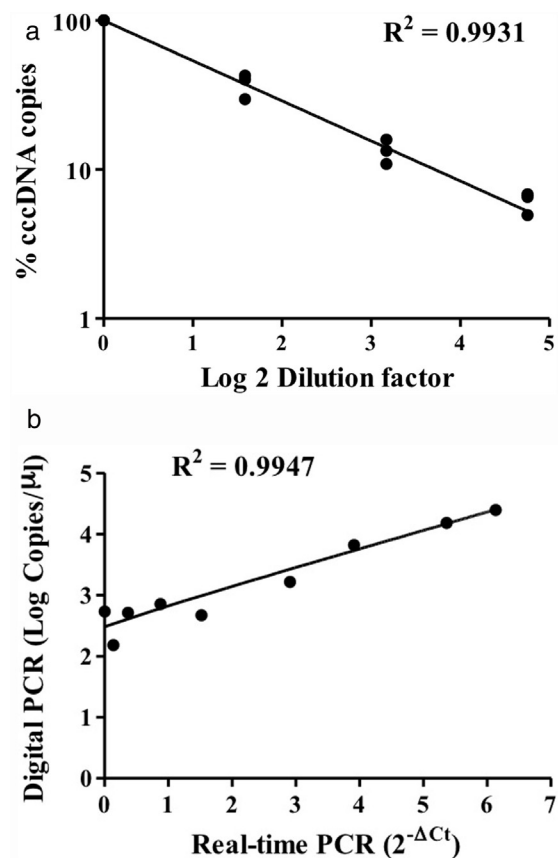 a
R² = 0.9931
100
10
1
% cccDNA copies
0 1 2 3 4 5
Log 2 Dilution factor
b
R² = 0.9947
5
4
3
2
1
0
Digital PCR (Log Copies/μl)
0 1 2 3 4 5 6 7
Real-time PCR (2^-ΔCt)